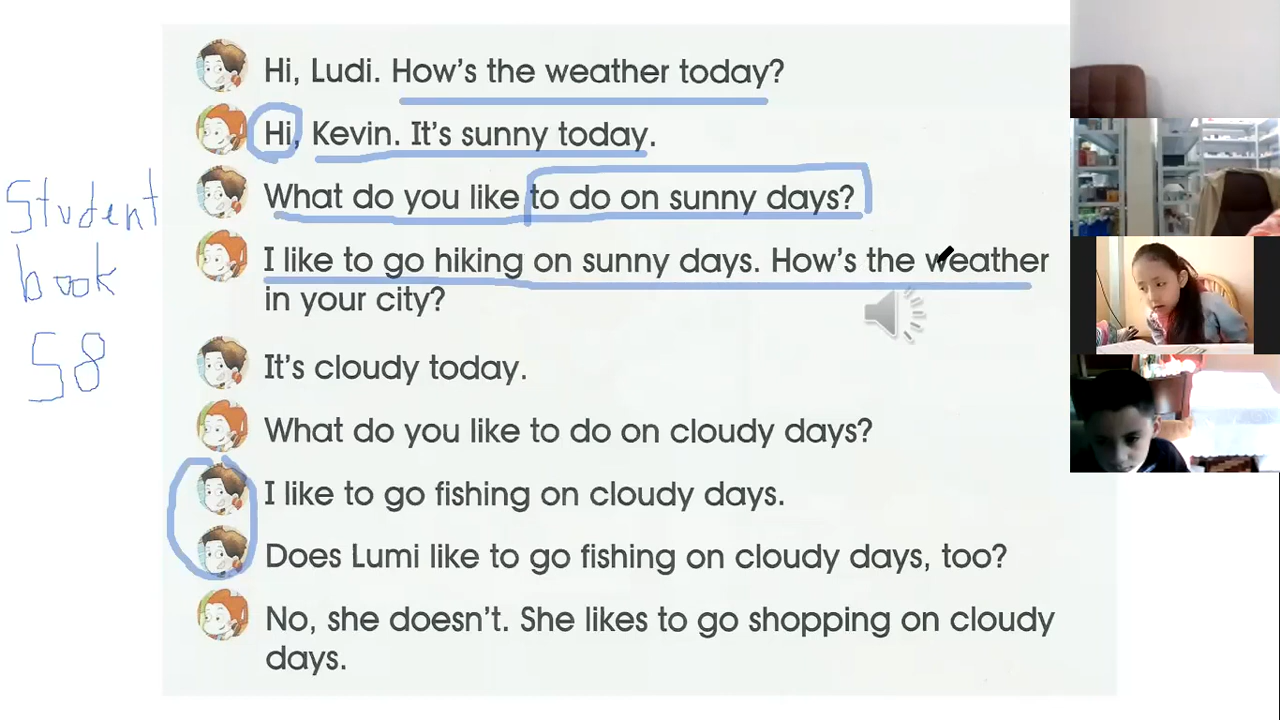 Hi, Ludi. How's the weather today?
Hi, Kevin. It's sunny today.
What do you like to do on sunny days?
I like to go hiking on sunny days. How's the weather
in your city?
It's cloudy today.
What do you like to do on cloudy days?
I like to go fishing on cloudy days.
Does Lumi like to go fishing on cloudy days, too?
No, she doesn't. She likes to go shopping on cloudy
days.
Student
book
58